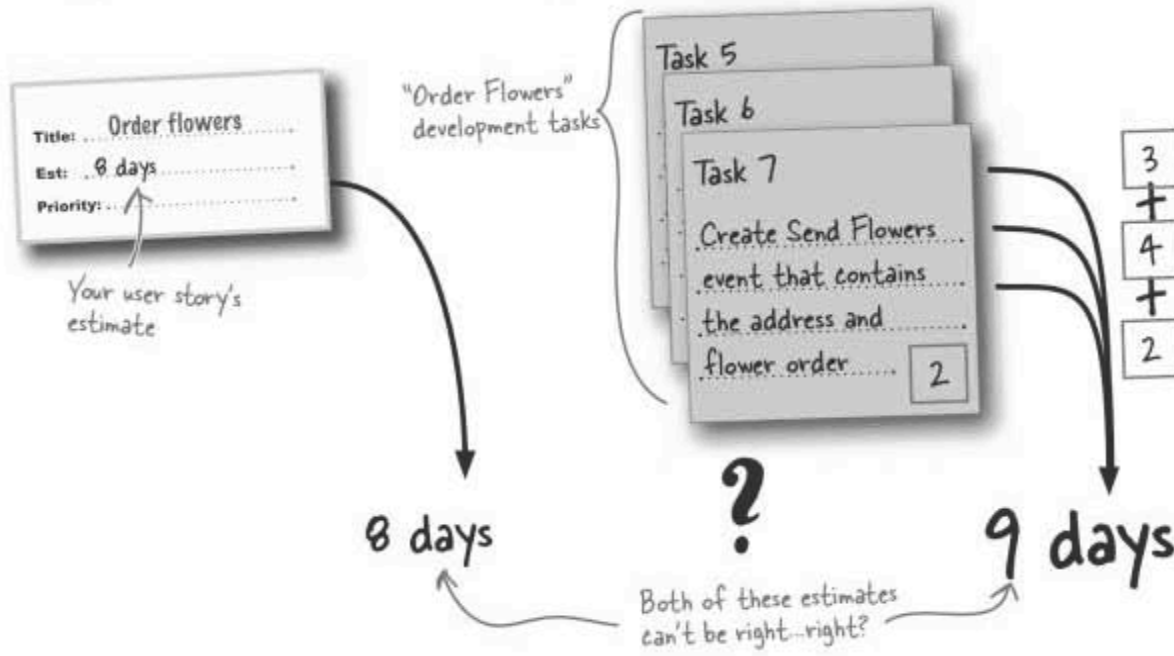 Title: Order flowers
Est: 8 days
Priority:
Your user story's
estimate
"Order Flowers"
development tasks
Task 5
Task 6
Task 7
Create Send Flowers
event that contains
the address and
flower order
2
3
+
4
+
2
8 days
?
9 days
Both of these estimates
can't be right...right?